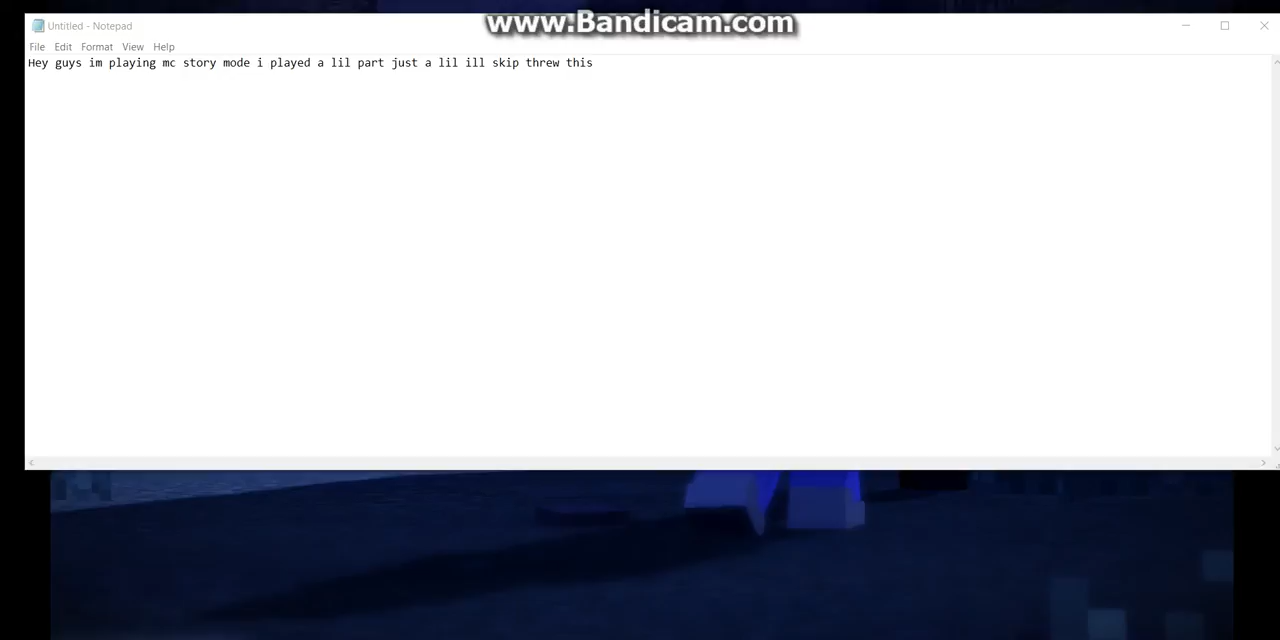 www.Bandicam.com
Untitled - Notepad
File Edit Format View Help
Hey guys im playing mc story mode i played a lil part just a lil ill skip threw this